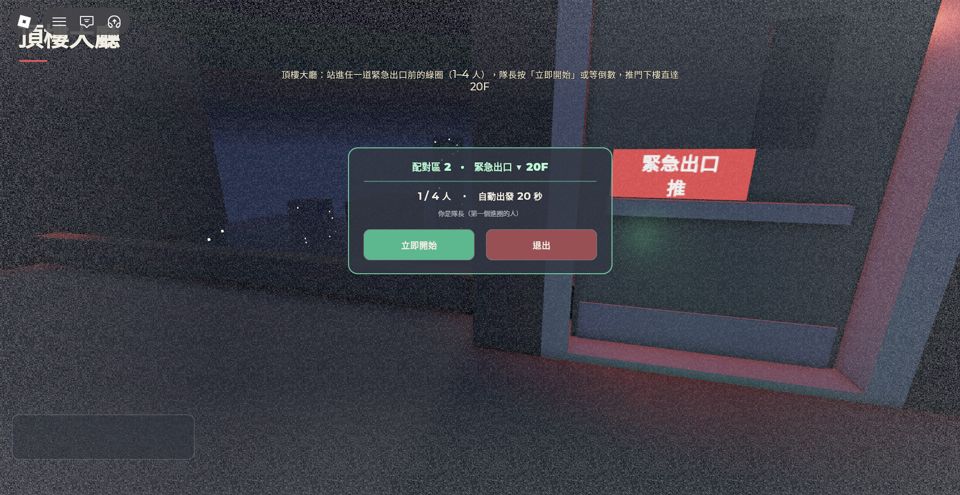 頂樓大廳
頂樓大廳：站進任一道緊急出口前的綠圈（1–4 人），隊長按「立即開始」或等倒數，推門下樓直達
20F
配對區 2 • 緊急出口 ▼ 20F
1 / 4 人 • 自動出發 20 秒
你是隊長（第一個進圈的人）
立即開始
退出
緊急出口
推